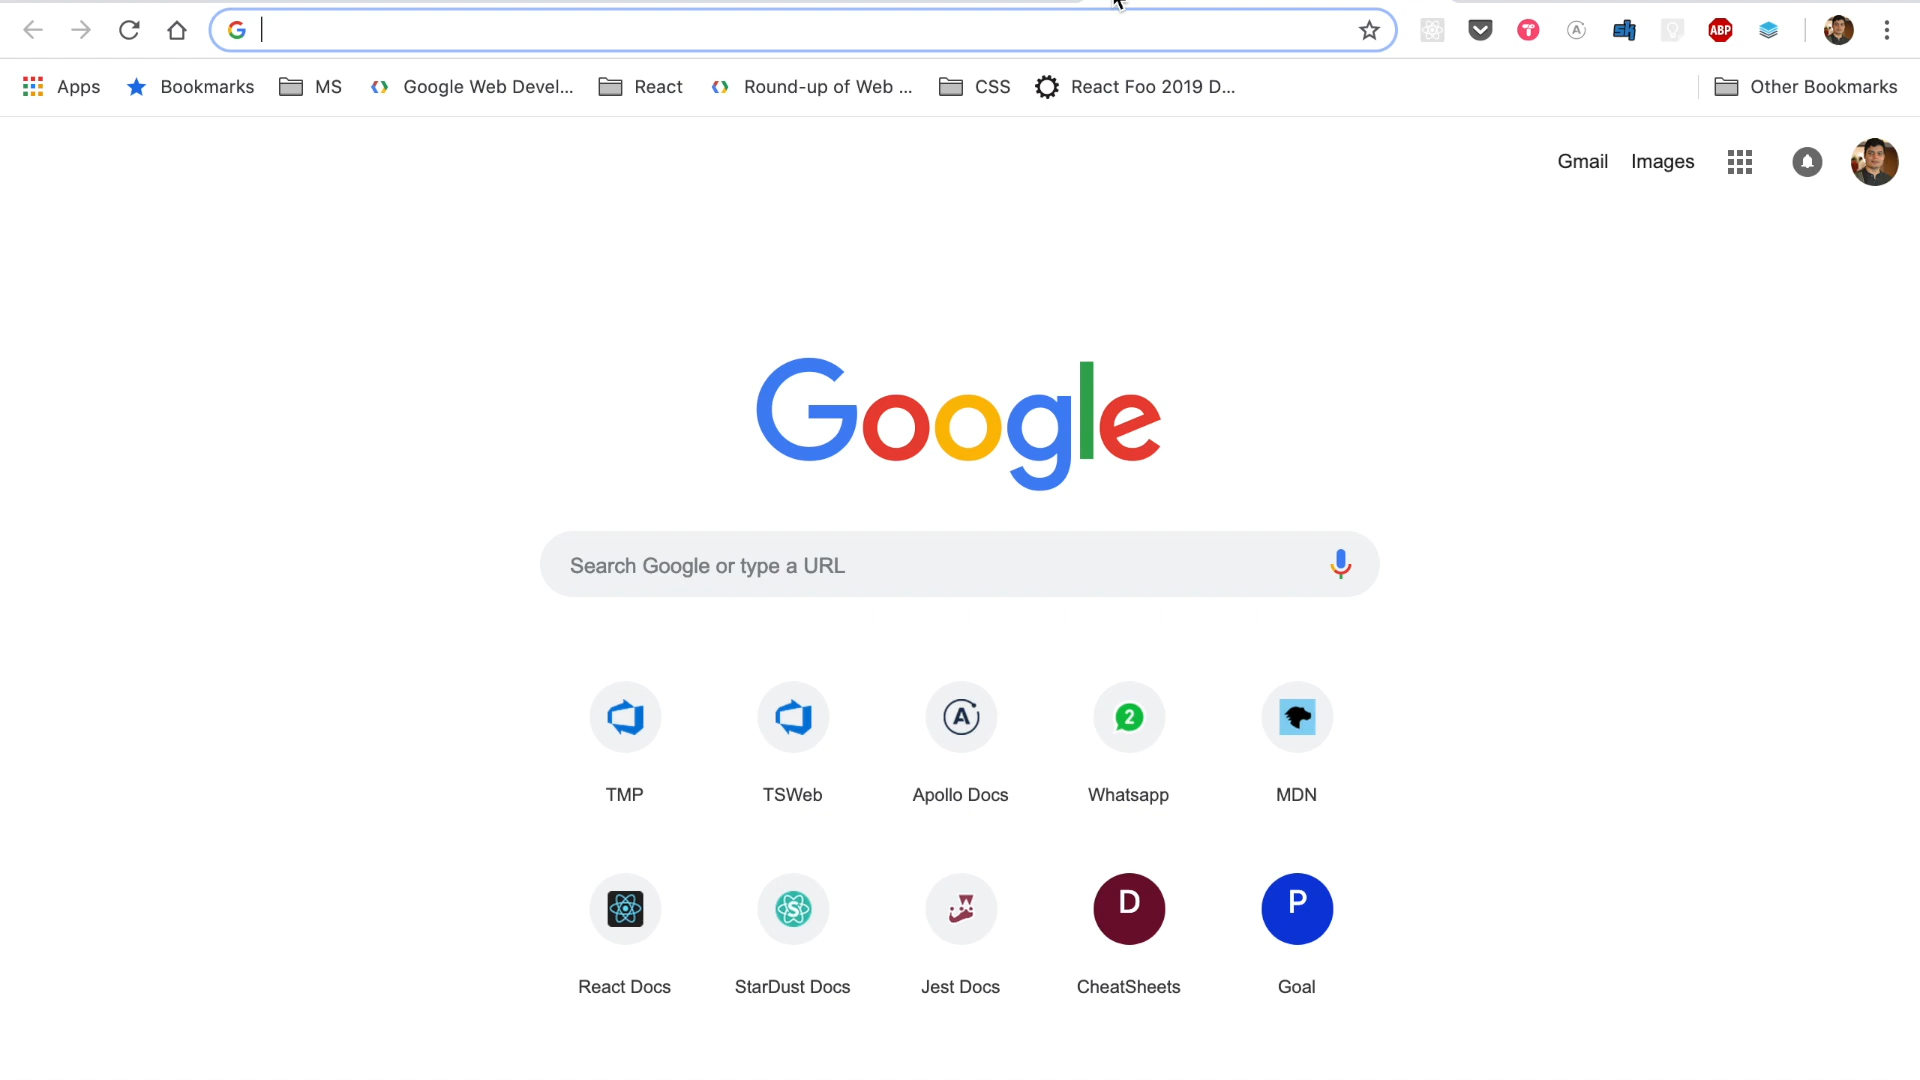 G
A
sk
ABP
Apps Bookmarks MS Google Web Devel... React Round-up of Web ... CSS React Foo 2019 D... Other Bookmarks
Gmail Images
Google
Search Google or type a URL
A 2
TMP TSWeb Apollo Docs Whatsapp MDN
S D P
React Docs StarDust Docs Jest Docs CheatSheets Goal